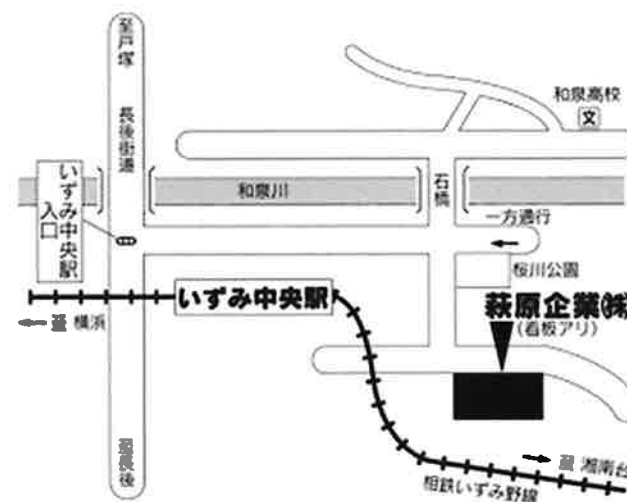 至戸塚
長後街道
和泉高校
文
いずみ中央駅
入口
和泉川
石橋
一方通行
桜川公園
いずみ中央駅
萩原企業㈱
(看板アリ)
至 横浜
至長後
至 湘南台
相鉄いずみ野線